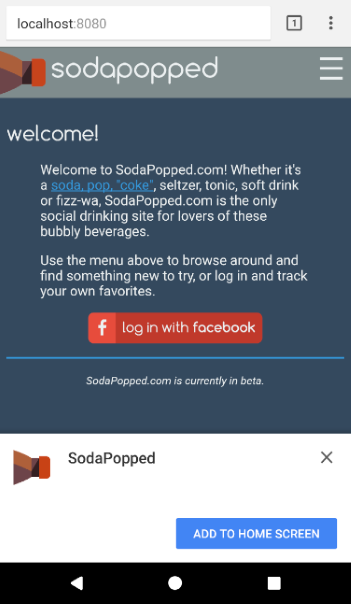 localhost:8080
1
sodapopped
welcome!
Welcome to SodaPopped.com! Whether it's
a soda, pop, "coke", seltzer, tonic, soft drink
or fizz-wa, SodaPopped.com is the only
social drinking site for lovers of these
bubbly beverages.
Use the menu above to browse around and
find something new to try, or log in and track
your own favorites.
f log in with facebook
SodaPopped.com is currently in beta.
SodaPopped
ADD TO HOME SCREEN